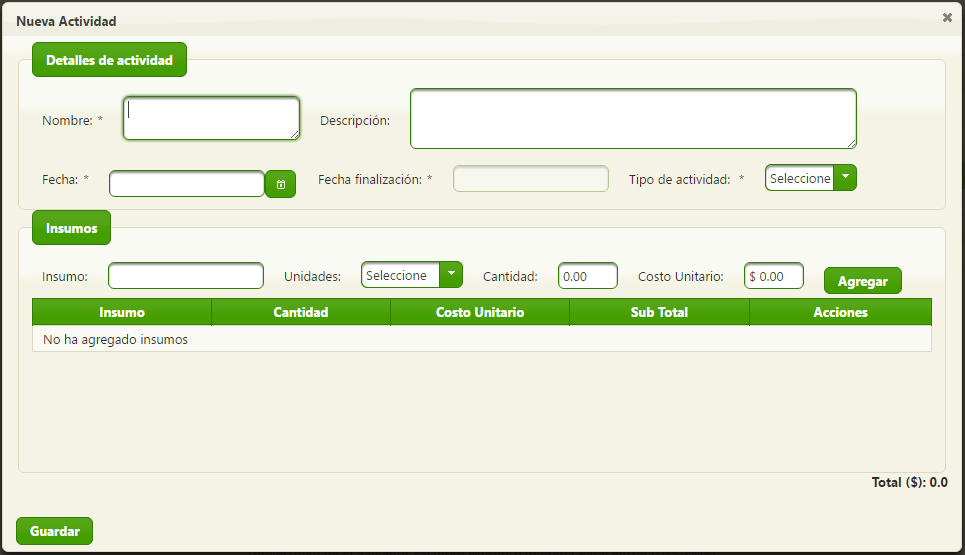 Nueva Actividad
Detalles de actividad
Nombre: * Descripción:
Fecha: * Fecha finalización: * Tipo de actividad: * Seleccione
Insumos
Insumo: Unidades: Seleccione Cantidad: 0.00 Costo Unitario: $ 0.00 Agregar
Insumo Cantidad Costo Unitario Sub Total Acciones
No ha agregado insumos
Total ($): 0.0
Guardar